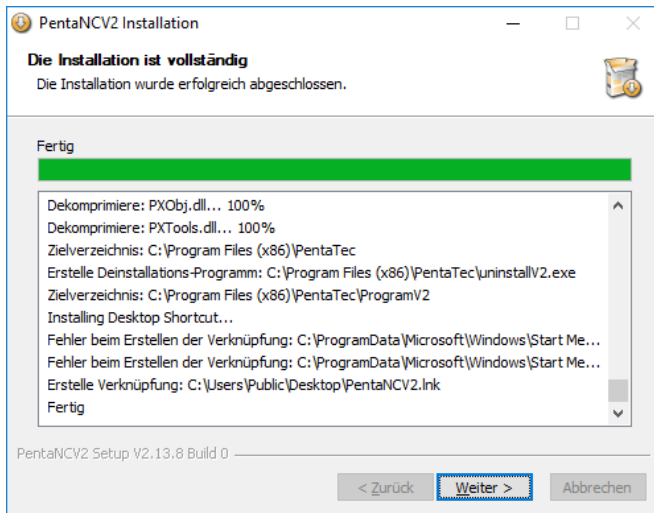 PentaNCV2 Installation
Die Installation ist vollständig
Die Installation wurde erfolgreich abgeschlossen.
Fertig
Dekomprimiere: PXObj.dll... 100%
Dekomprimiere: PXTools.dll... 100%
Zielverzeichnis: C:\Program Files (x86)\PentaTec
Erstelle Deinstallations-Programm: C:\Program Files (x86)\PentaTec\uninstallV2.exe
Zielverzeichnis: C:\Program Files (x86)\PentaTec\ProgramV2
Installing Desktop Shortcut...
Fehler beim Erstellen der Verknüpfung: C:\ProgramData\Microsoft\Windows\Start Me...
Fehler beim Erstellen der Verknüpfung: C:\ProgramData\Microsoft\Windows\Start Me...
Erstelle Verknüpfung: C:\Users\Public\Desktop\PentaNCV2.lnk
Fertig
PentaNCV2 Setup V2.13.8 Build 0
< Zurück Weiter > Abbrechen